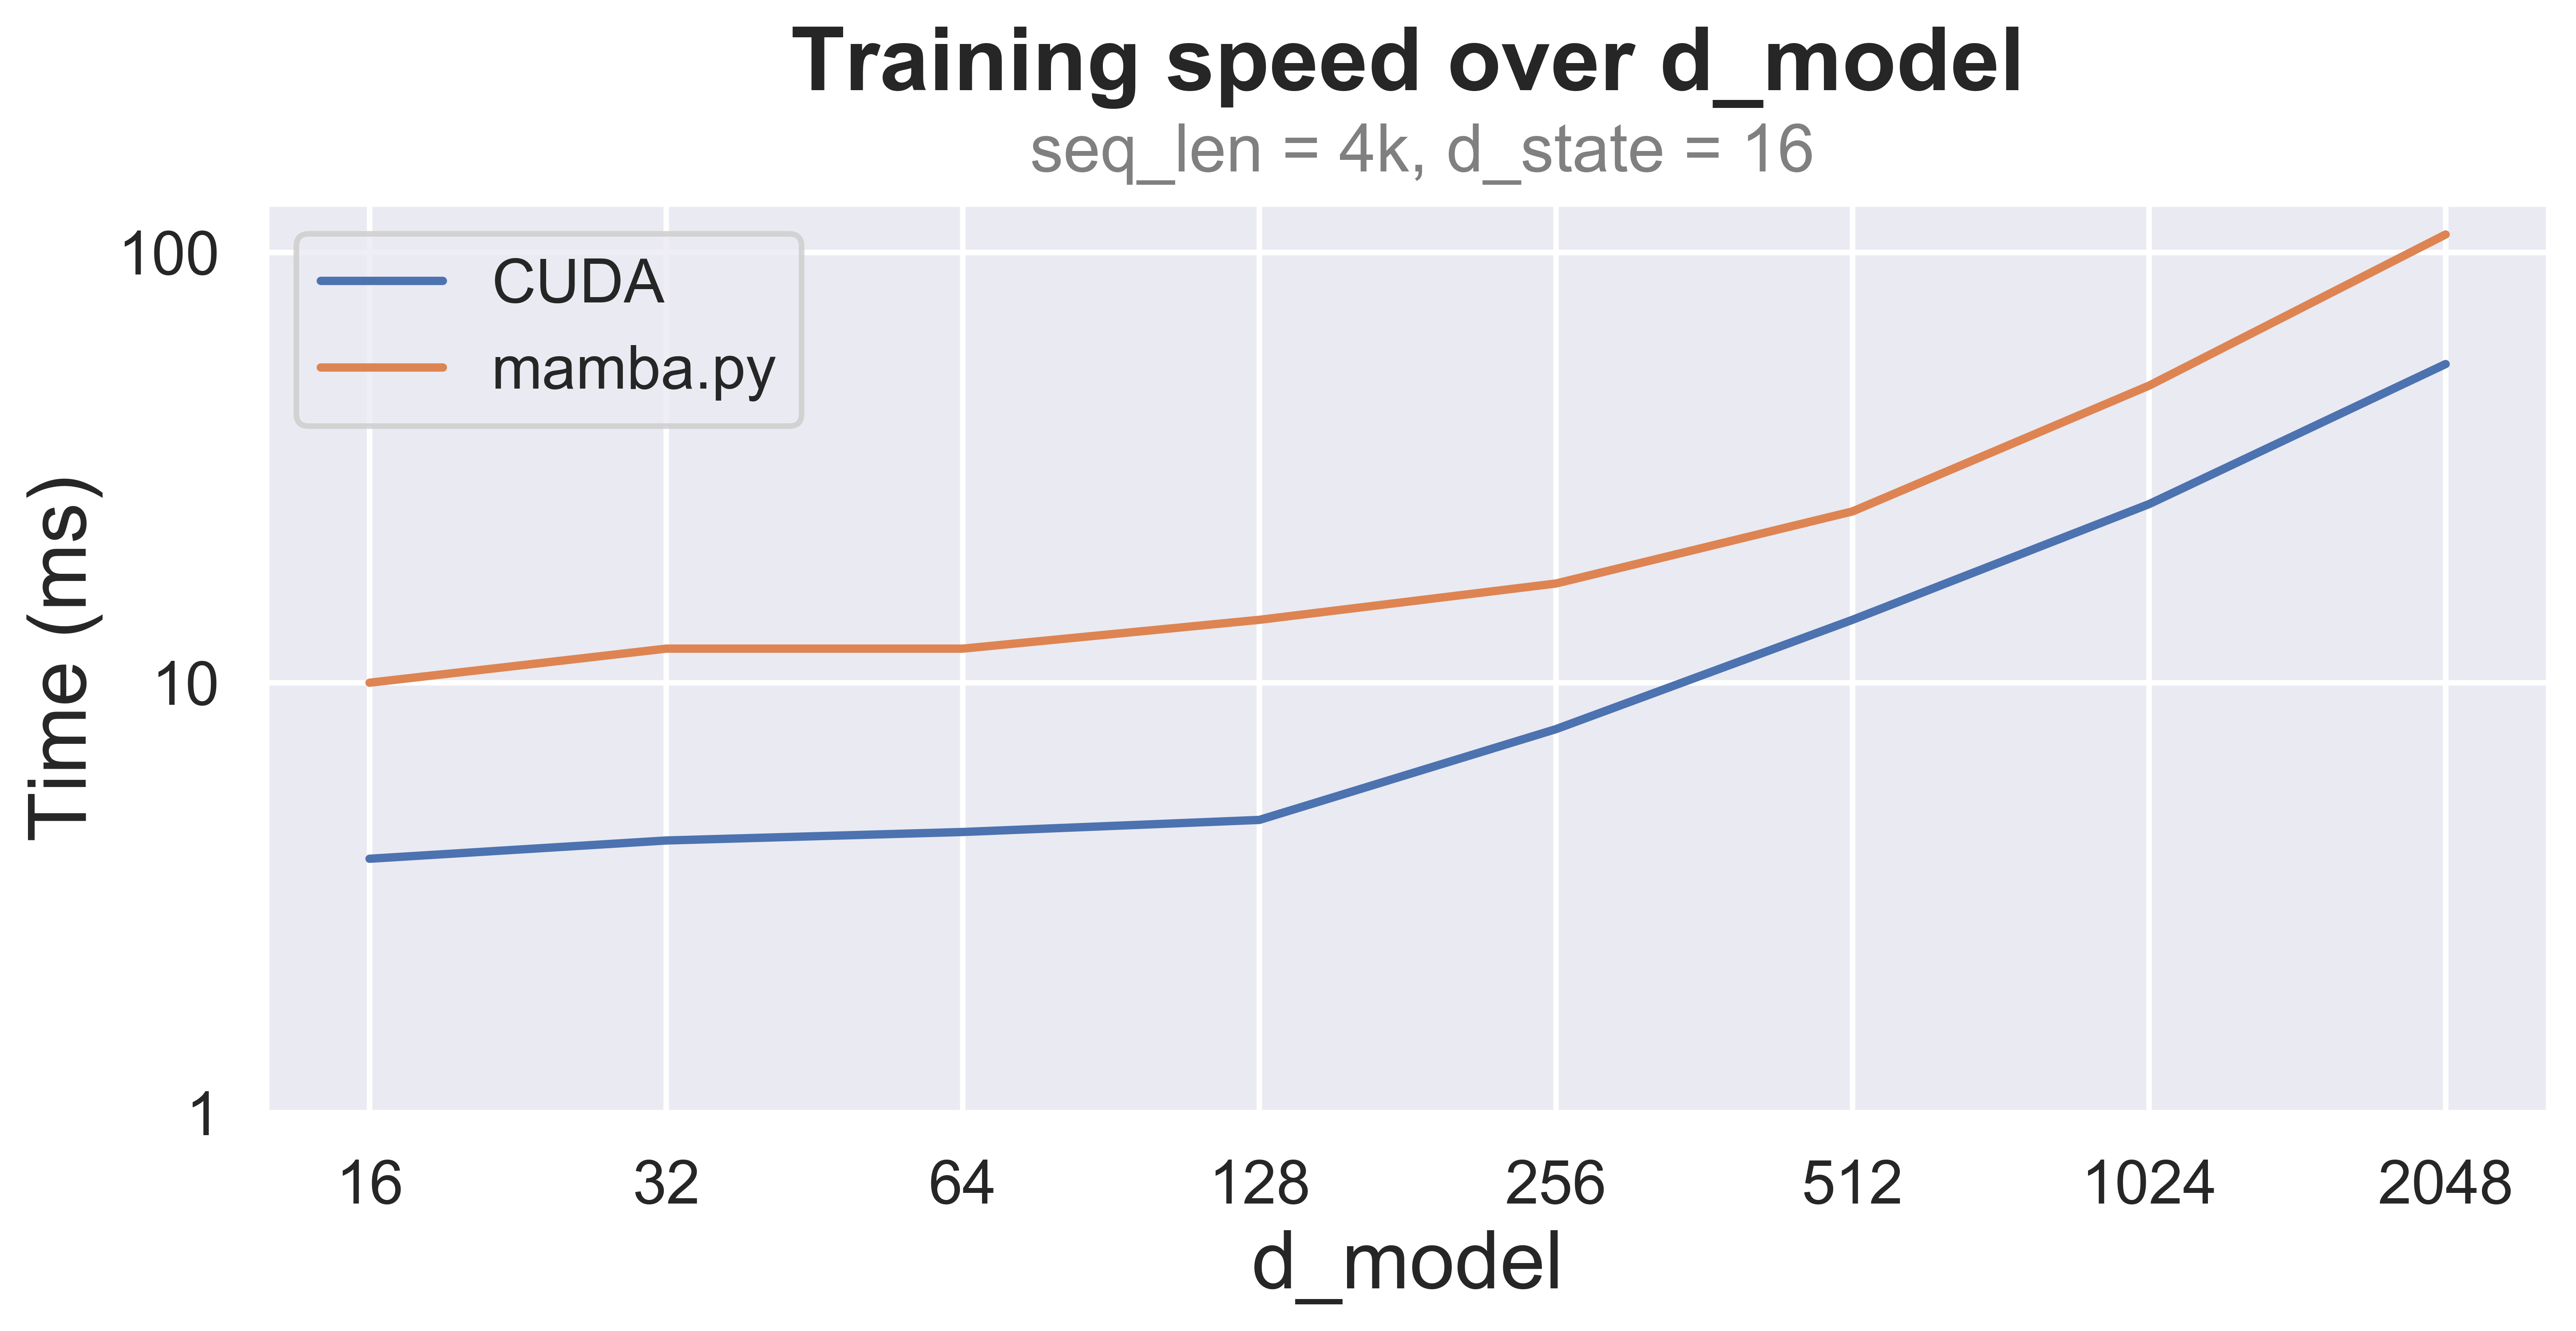 Training speed over d_model
seq_len = 4k, d_state = 16
CUDA
mamba.py
Time (ms)
100
10
1
16 32 64 128 256 512 1024 2048
d_model